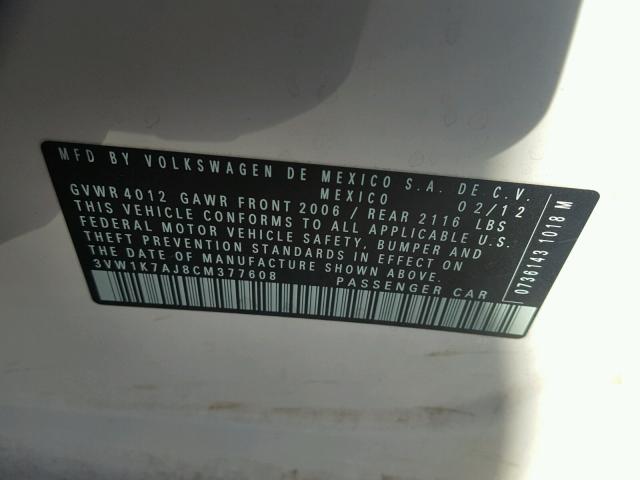 MFD BY VOLKSWAGEN DE MEXICO S.A. DE C.V.
MEXICO 02/12
GVWR 4012 GAWR FRONT 2006 / REAR 2116 LBS
THIS VEHICLE CONFORMS TO ALL APPLICABLE U.S.
FEDERAL MOTOR VEHICLE SAFETY, BUMPER AND
THEFT PREVENTION STANDARDS IN EFFECT ON
THE DATE OF MANUFACTURE SHOWN ABOVE.
3VW1K7AJ8CM377608 PASSENGER CAR
0736143 1018 M